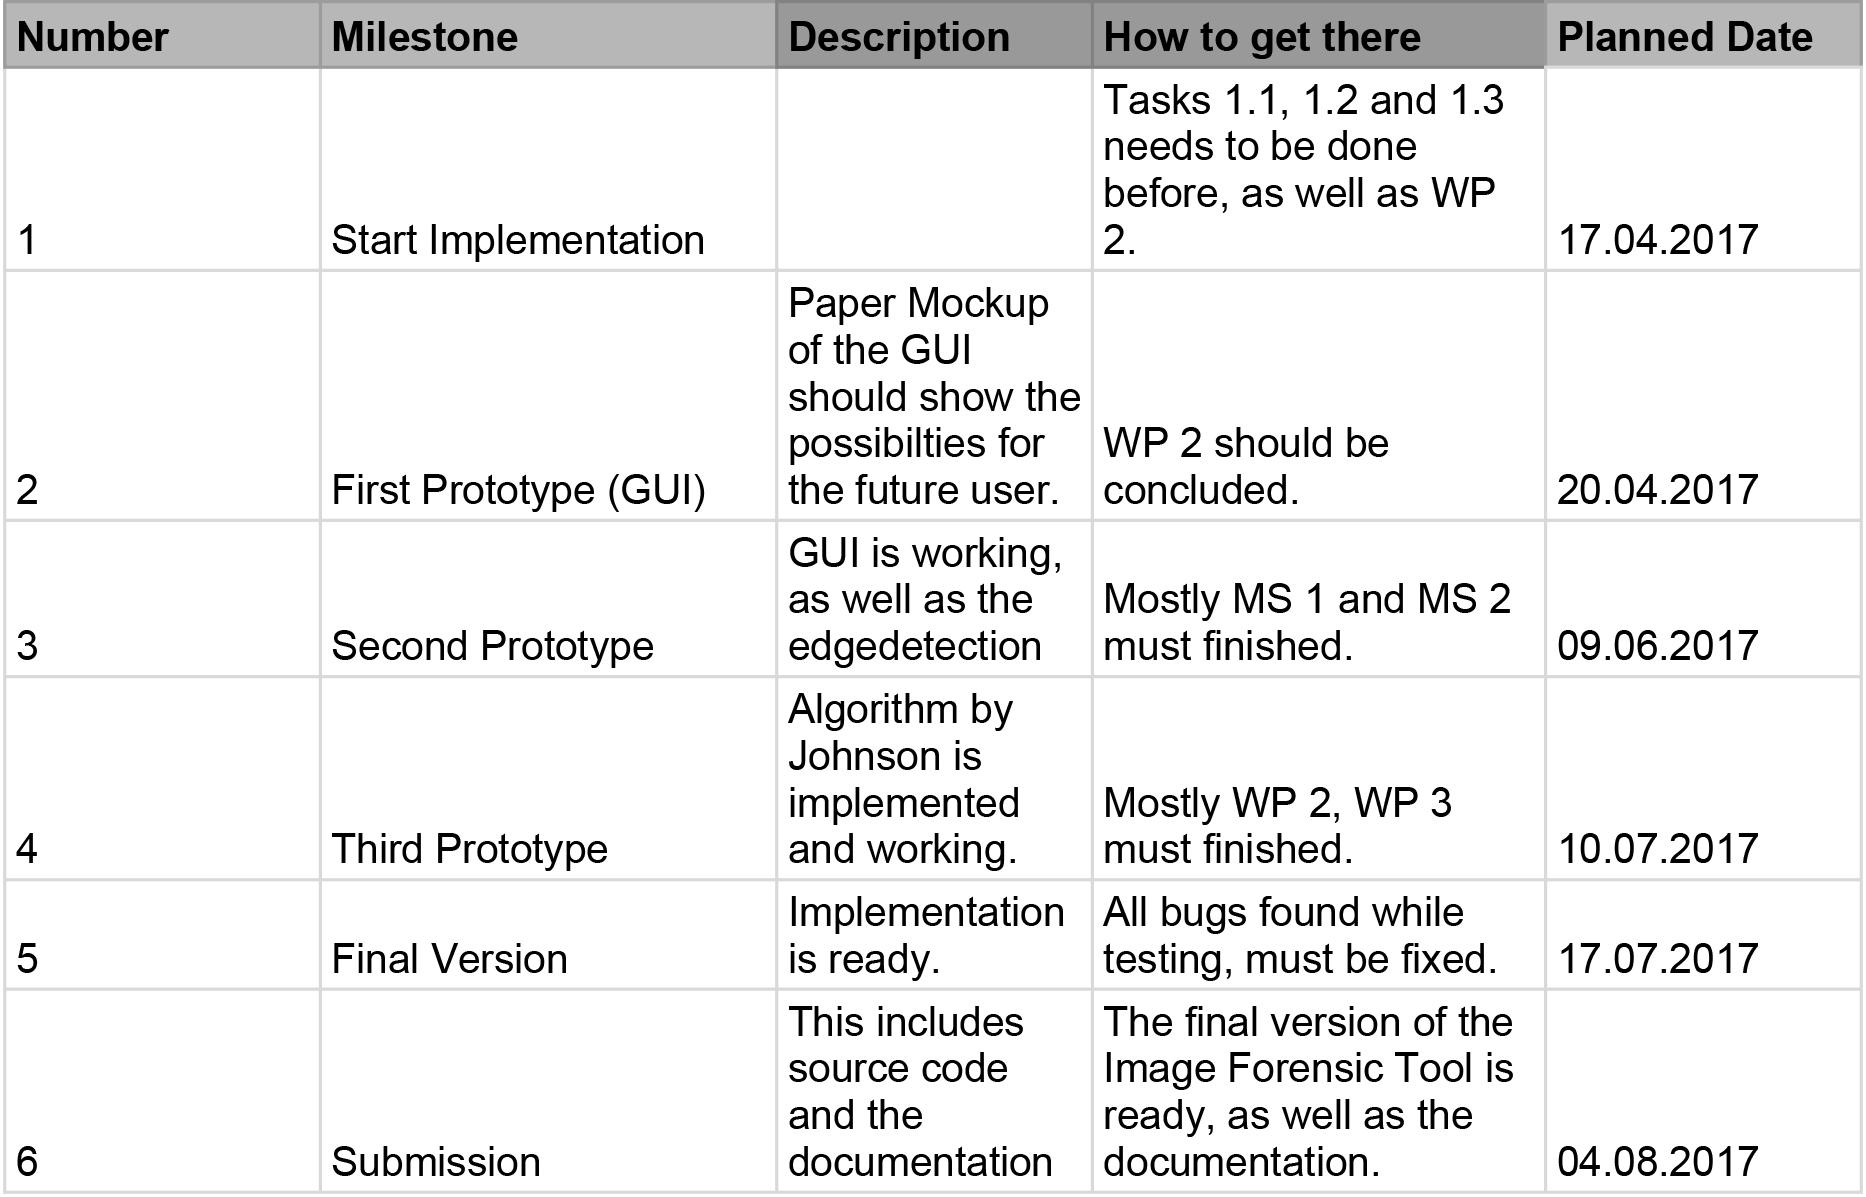 Number Milestone Description How to get there Planned Date
1 Start Implementation
Tasks 1.1, 1.2 and 1.3
needs to be done
before, as well as WP
2.
17.04.2017
2 First Prototype (GUI)
Paper Mockup
of the GUI
should show the
possibilties for
the future user.
WP 2 should be
concluded.
20.04.2017
3 Second Prototype
GUI is working,
as well as the
edgedetection
Mostly MS 1 and MS 2
must finished.
09.06.2017
4 Third Prototype
Algorithm by
Johnson is
implemented
and working.
Mostly WP 2, WP 3
must finished.
10.07.2017
5 Final Version
Implementation
is ready.
All bugs found while
testing, must be fixed.
17.07.2017
6 Submission
This includes
source code
and the
documentation
The final version of the
Image Forensic Tool is
ready, as well as the
documentation.
04.08.2017